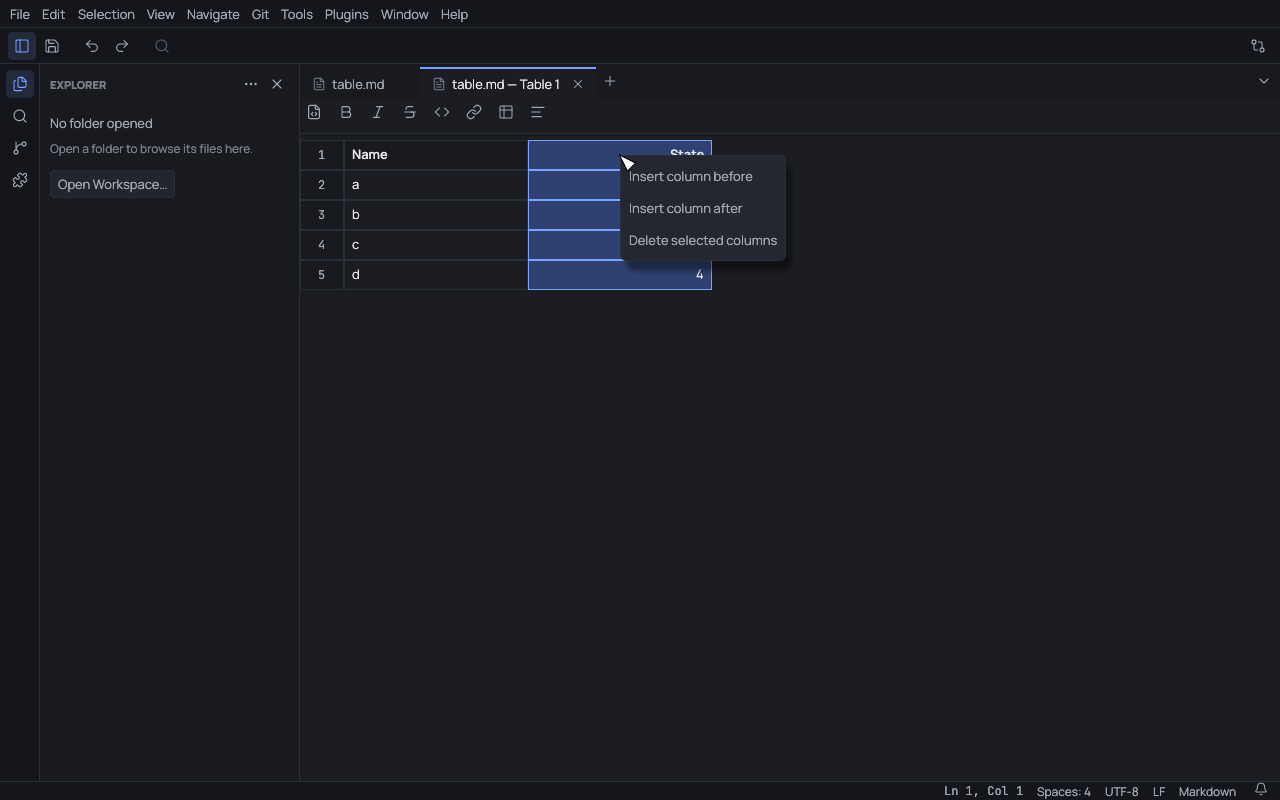 File Edit Selection View Navigate Git Tools Plugins Window Help
EXPLORER
No folder opened
Open a folder to browse its files here.
Open Workspace...
table.md
table.md — Table 1
1 Name State
2 a
3 b
4 c
5 d 4
Insert column before
Insert column after
Delete selected columns
Ln 1, Col 1 Spaces: 4 UTF-8 LF Markdown